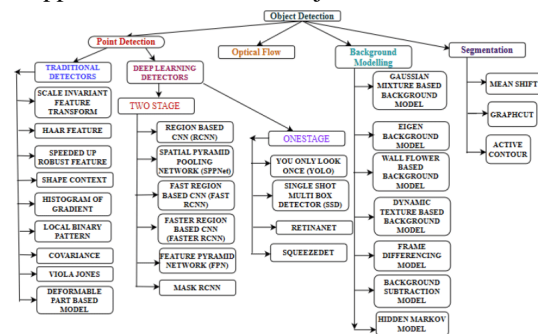 Object Detection
Point Detection
Optical Flow
Background
Modelling
Segmentation
TRADITIONAL
DETECTORS
SCALE INVARIANT
FEATURE
TRANSFORM
HAAR FEATURE
SPEEDED UP
ROBUST FEATURE
SHAPE CONTEXT
HISTOGRAM OF
GRADIENT
LOCAL BINARY
PATTERN
COVARIANCE
VIOLA JONES
DEFORMABLE
PART BASED
MODEL
DEEP LEARNING
DETECTORS
TWO STAGE
REGION BASED
CNN (RCNN)
SPATIAL PYRAMID
POOLING
NETWORK (SPPNet)
FAST REGION
BASED CNN (FAST
RCNN)
FASTER REGION
BASED CNN
(FASTER RCNN)
FEATURE PYRAMID
NETWORK (FPN)
MASK RCNN
ONESTAGE
YOU ONLY LOOK
ONCE (YOLO)
SINGLE SHOT
MULTI BOX
DETECTOR (SSD)
RETINANET
SQUEEZEDET
GAUSSIAN
MIXTURE BASED
BACKGROUND
MODEL
EIGEN
BACKGROUND
MODEL
WALL FLOWER
BASED
BACKGROUND
MODEL
DYNAMIC
TEXTURE BASED
BACKGROUND
MODEL
FRAME
DIFFERENCING
MODEL
BACKGROUND
SUBTRACTION
MODEL
HIDDEN MARKOV
MODEL
MEAN SHIFT
GRAPHCUT
ACTIVE
CONTOUR